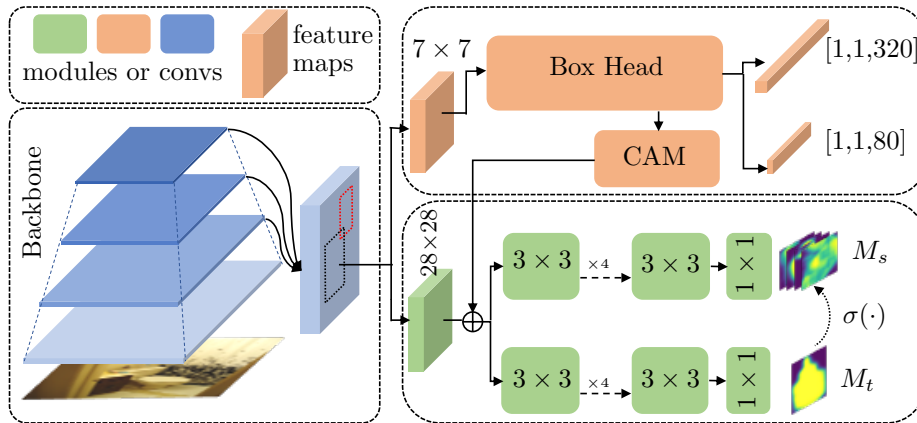 modules or convs
feature
maps
Backbone
7 × 7
Box Head
CAM
[1,1,320]
[1,1,80]
28×28
3 × 3
×4
3 × 3
1 × 1
M_s
σ(·)
3 × 3
×4
3 × 3
1 × 1
M_t